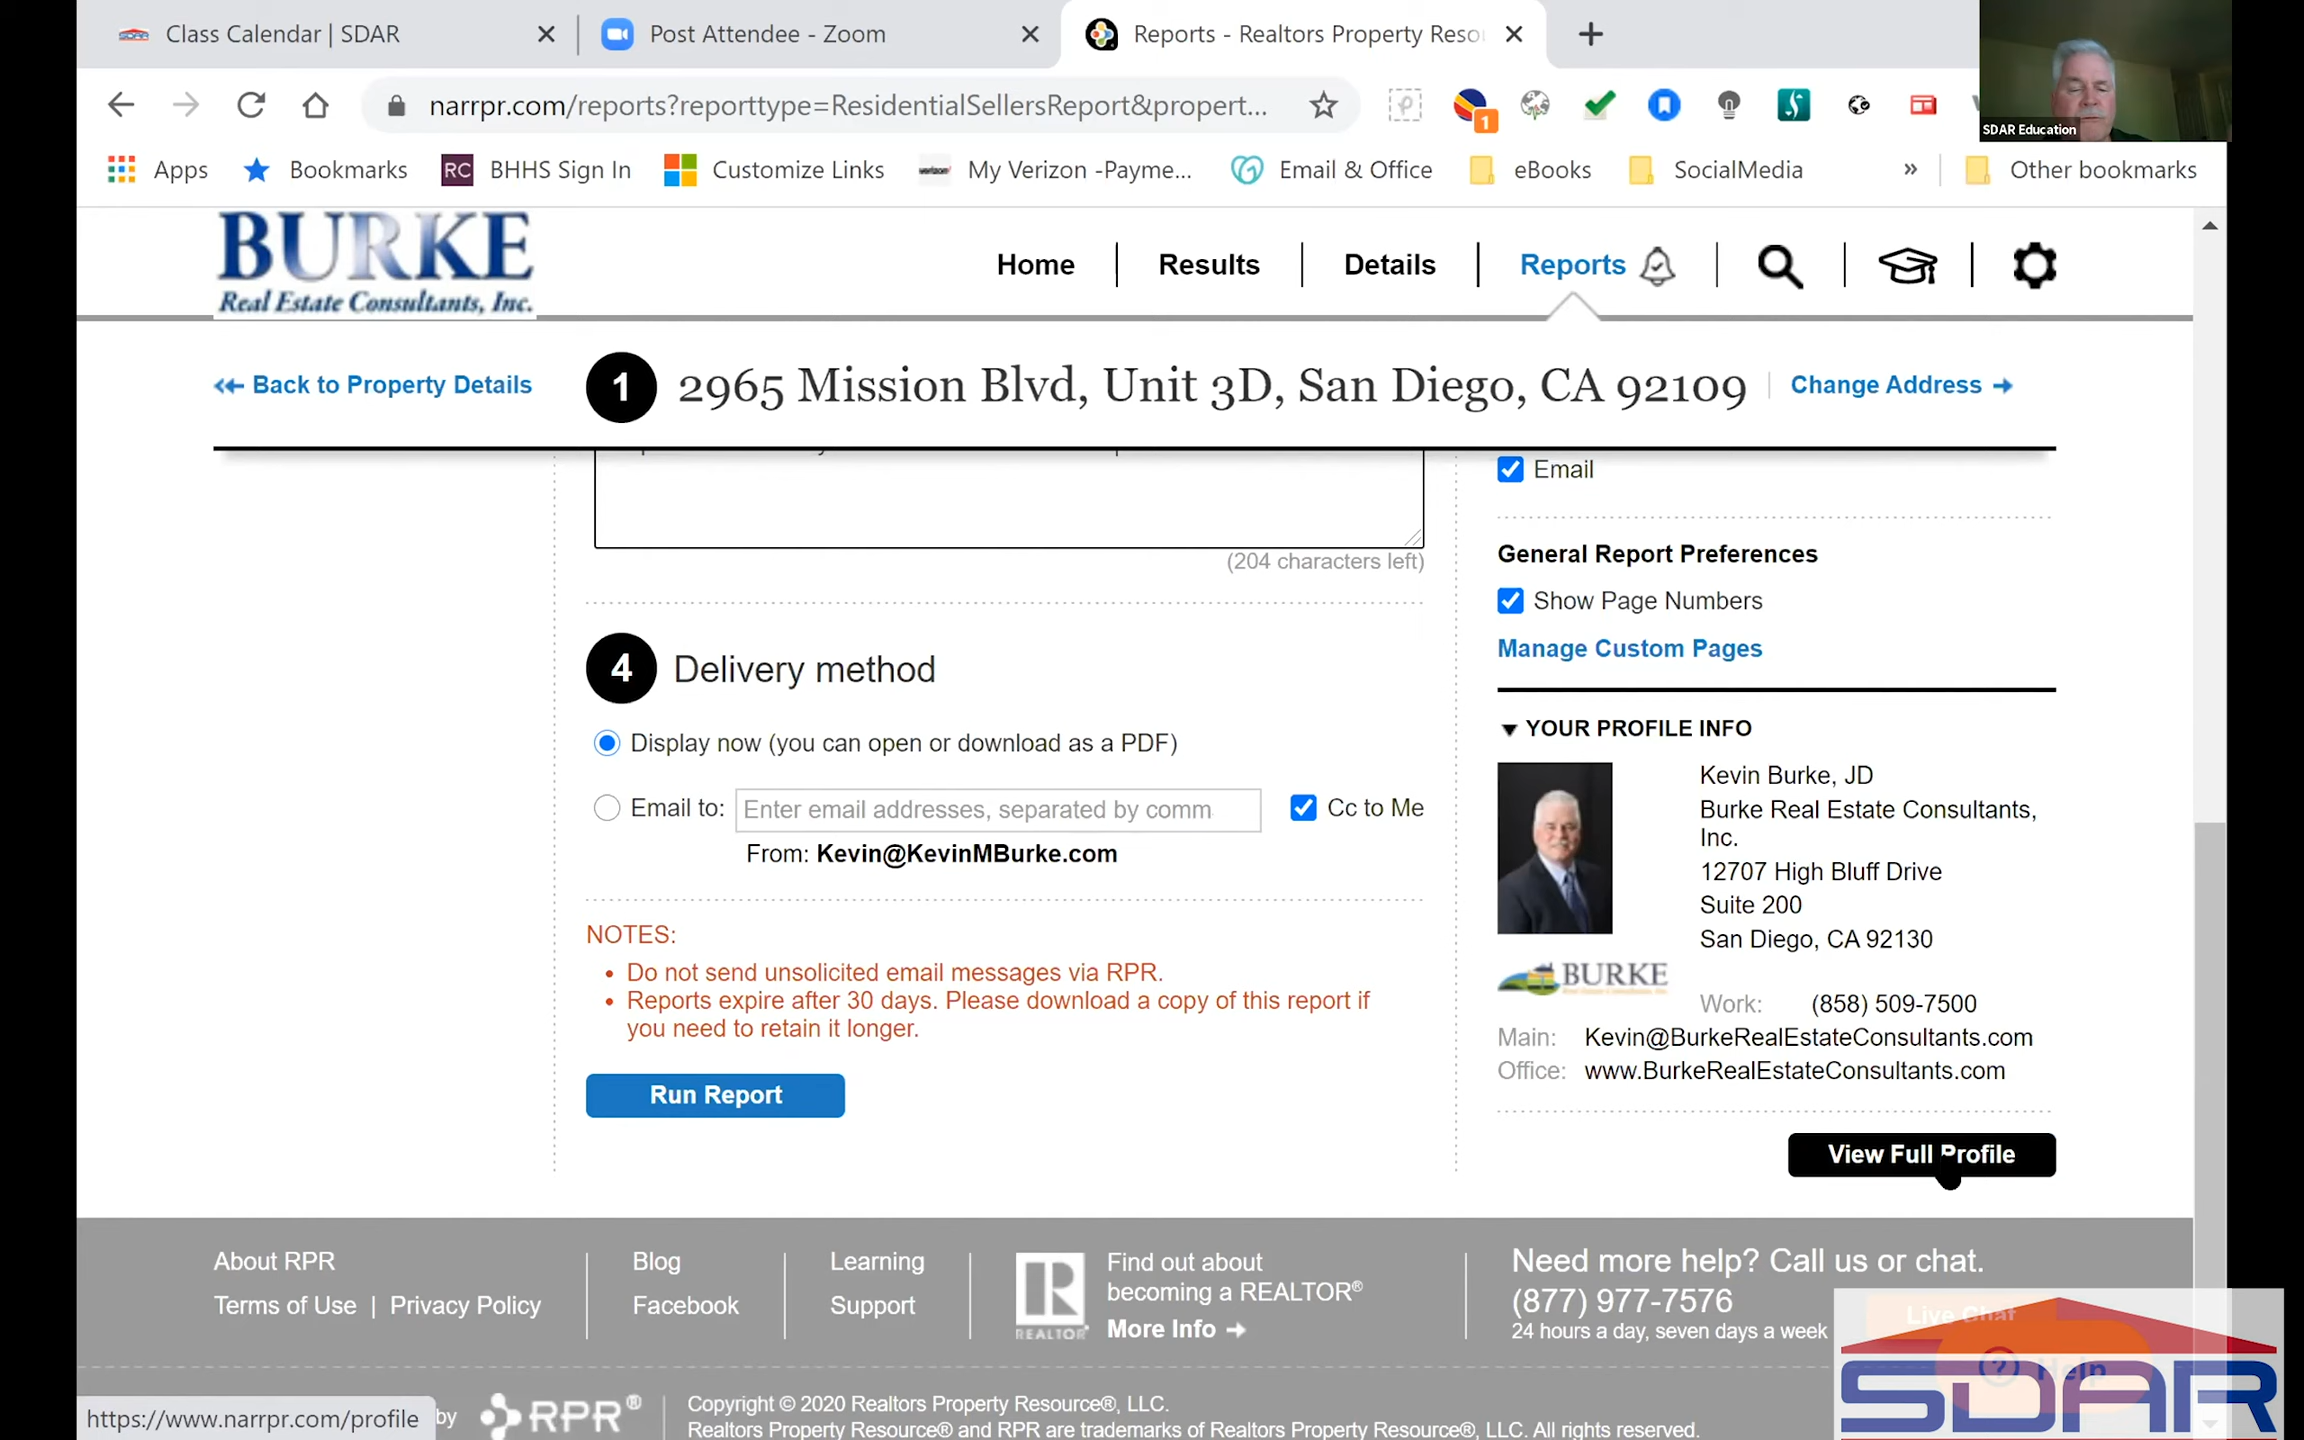 Class Calendar | SDAR
Post Attendee - Zoom
Reports - Realtors Property Reso
narrpr.com/reports?reporttype=ResidentialSellersReport&propert...
1
SDAR Education
Apps
Bookmarks
RC
BHHS Sign In
Customize Links
My Verizon -Payme...
Email & Office
eBooks
SocialMedia
»
Other bookmarks
BURKE
Real Estate Consultants, Inc.
Home
Results
Details
Reports
Back to Property Details
1
2965 Mission Blvd, Unit 3D, San Diego, CA 92109
Change Address
Email
(204 characters left)
General Report Preferences
Show Page Numbers
Manage Custom Pages
4 Delivery method
Display now (you can open or download as a PDF)
Email to:
Enter email addresses, separated by comm
Cc to Me
From: Kevin@KevinMBurke.com
NOTES:
• Do not send unsolicited email messages via RPR.
• Reports expire after 30 days. Please download a copy of this report if
you need to retain it longer.
Run Report
YOUR PROFILE INFO
Kevin Burke, JD
Burke Real Estate Consultants,
Inc.
12707 High Bluff Drive
Suite 200
San Diego, CA 92130
BURKE
Work: (858) 509-7500
Main: Kevin@BurkeRealEstateConsultants.com
Office: www.BurkeRealEstateConsultants.com
View Full Profile
About RPR
Terms of Use | Privacy Policy
Blog
Facebook
Learning
Support
REALTOR
Find out about
becoming a REALTOR®
More Info
Need more help? Call us or chat.
(877) 977-7576
24 hours a day, seven days a week
Live Chat
Help
SDAR
https://www.narrpr.com/profile
by
RPR®
Copyright © 2020 Realtors Property Resource®, LLC.
Realtors Property Resource® and RPR are trademarks of Realtors Property Resource®, LLC. All rights reserved.